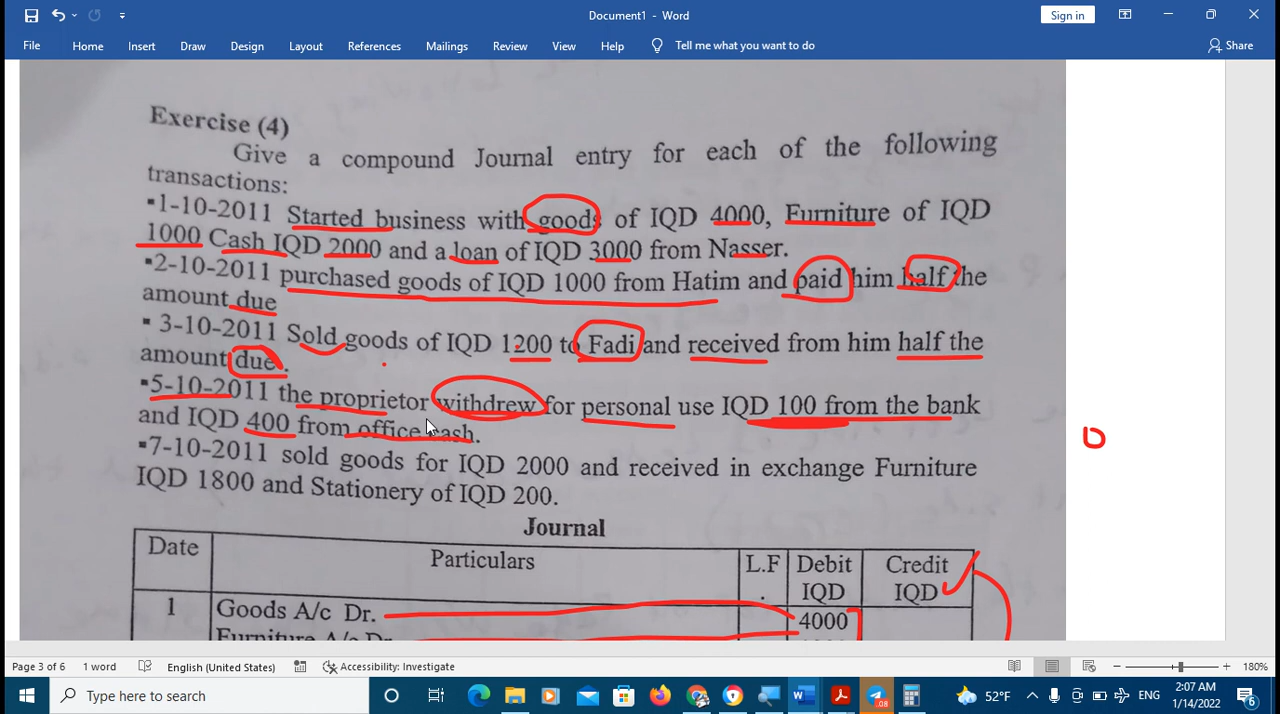 Document1 - Word
Sign in
File Home Insert Draw Design Layout References Mailings Review View Help Tell me what you want to do Share
Exercise (4)
Give a compound Journal entry for each of the following
transactions:
▪1-10-2011 Started business with goods of IQD 4000, Furniture of IQD
1000 Cash IQD 2000 and a loan of IQD 3000 from Nasser.
▪2-10-2011 purchased goods of IQD 1000 from Hatim and paid him half the
amount due
▪ 3-10-2011 Sold goods of IQD 1200 to Fadi and received from him half the
amount due.
▪5-10-2011 the proprietor withdrew for personal use IQD 100 from the bank
and IQD 400 from office cash.
▪7-10-2011 sold goods for IQD 2000 and received in exchange Furniture
IQD 1800 and Stationery of IQD 200.
Journal
Date Particulars L.F Debit Credit
. IQD IQD
1 Goods A/c Dr. 4000
Furniture A/c Dr
Page 3 of 6 1 word English (United States) Accessibility: Investigate 180%
Type here to search .08 52°F ENG 2:07 AM
1/14/2022 6